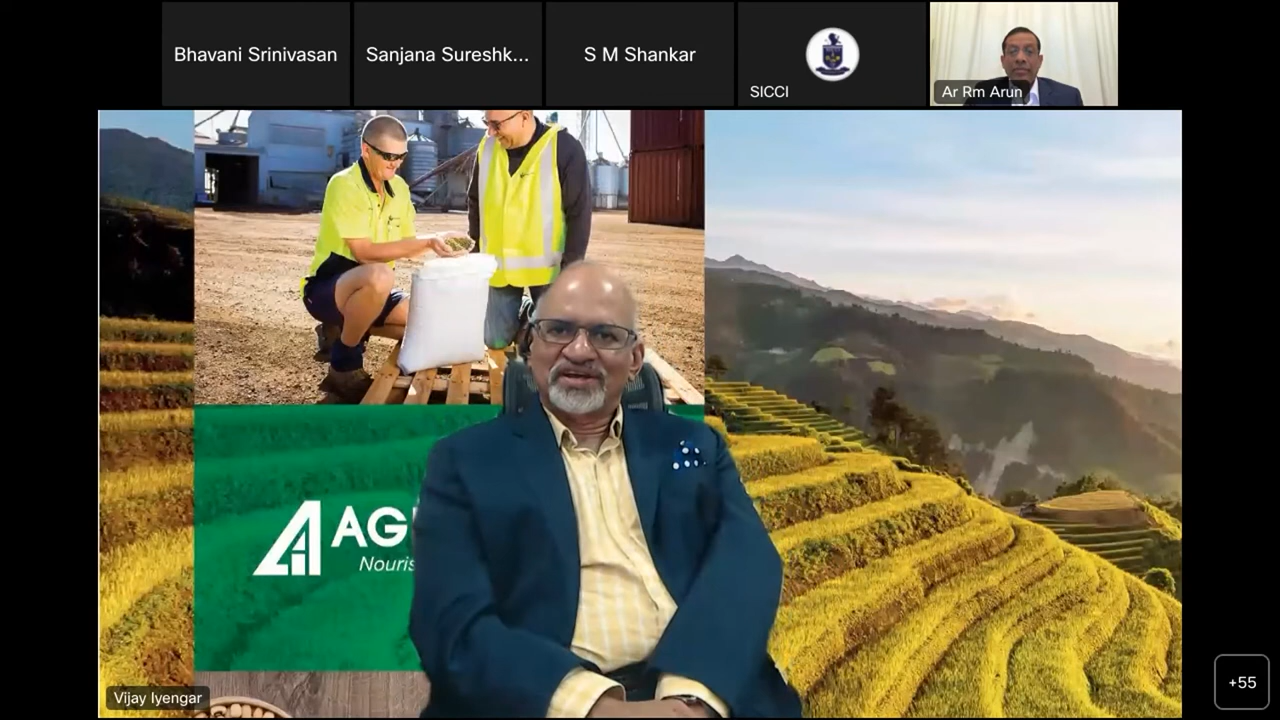 Bhavani Srinivasan
Sanjana Sureshk...
S M Shankar
SICCI
Ar Rm Arun
AG
Nouris
Vijay Iyengar
+55